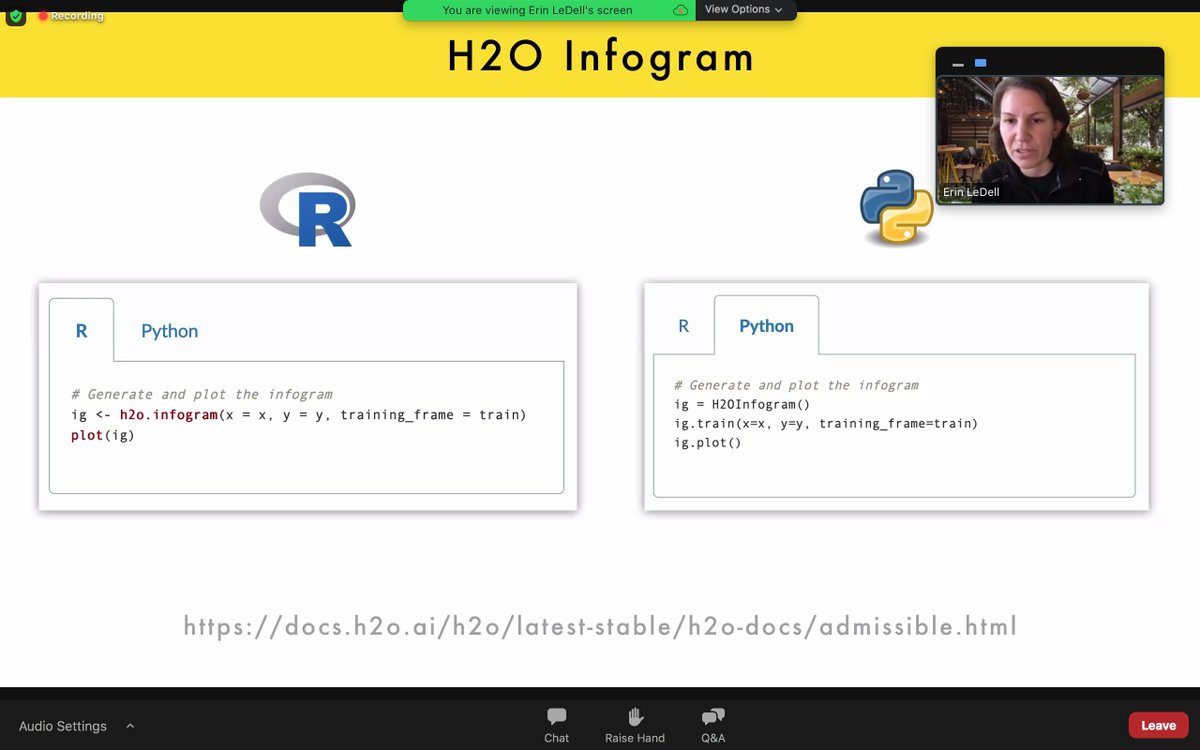 Recording
You are viewing Erin LeDell's screen
View Options
H2O Infogram
Erin LeDell
R
R Python
# Generate and plot the infogram
ig <- h2o.infogram(x = x, y = y, training_frame = train)
plot(ig)
R Python
# Generate and plot the infogram
ig = H2OInfogram()
ig.train(x=x, y=y, training_frame=train)
ig.plot()
https://docs.h2o.ai/h2o/latest-stable/h2o-docs/admissible.html
Audio Settings
Chat
Raise Hand
Q&A
Leave